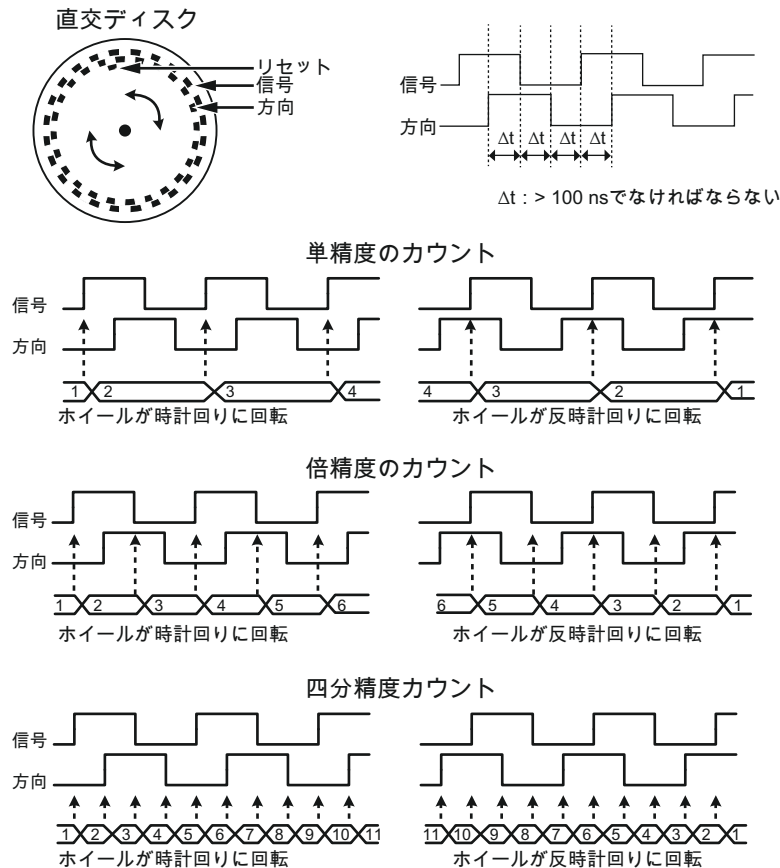 直交ディスク
リセット
信号
方向
信号
方向
Δt Δt Δt Δt
Δt : > 100 nsでなければならない
単精度のカウント
信号
方向
1 2 3 4
4 3 2 1
ホイールが時計回りに回転
ホイールが反時計回りに回転
倍精度のカウント
信号
方向
1 2 3 4 5 6
6 5 4 3 2 1
ホイールが時計回りに回転
ホイールが反時計回りに回転
四分精度カウント
信号
方向
1 2 3 4 5 6 7 8 9 10 11
11 10 9 8 7 6 5 4 3 2 1
ホイールが時計回りに回転
ホイールが反時計回りに回転